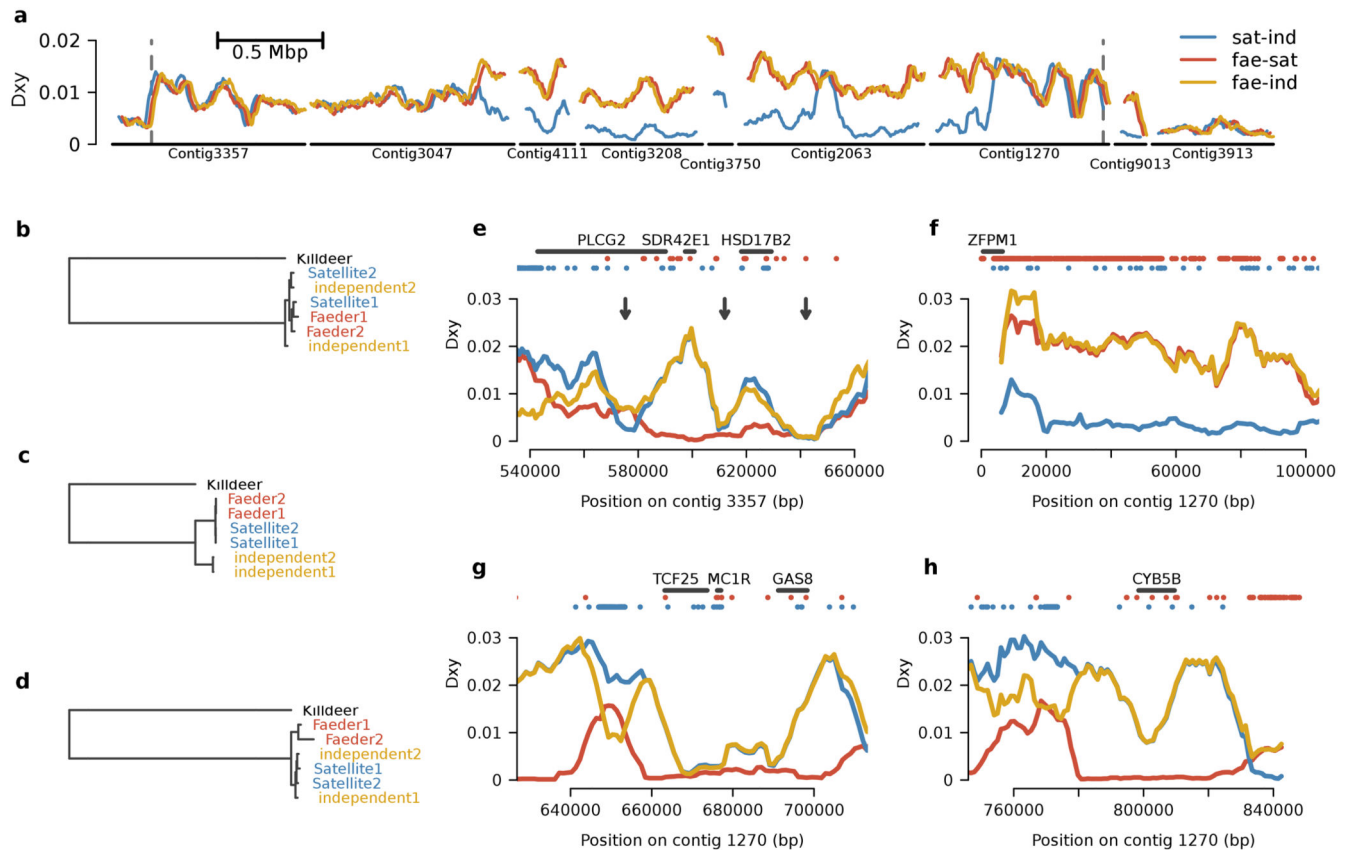 a
0.02
0.01
0
Dxy
0.5 Mbp
sat-ind
fae-sat
fae-ind
Contig3357
Contig3047
Contig4111
Contig3208
Contig3750
Contig2063
Contig1270
Contig9013
Contig3913
b
Killdeer
Satellite2
independent2
Satellite1
Faeder1
Faeder2
independent1
c
Killdeer
Faeder2
Faeder1
Satellite2
Satellite1
independent2
independent1
d
Killdeer
Faeder1
Faeder2
independent2
Satellite1
Satellite2
independent1
e
PLCG2 SDR42E1 HSD17B2
0.03
0.02
0.01
0
Dxy
540000 580000 620000 660000
Position on contig 3357 (bp)
f
ZFPM1
0.03
0.02
0.01
0
Dxy
0 20000 60000 100000
Position on contig 1270 (bp)
g
TCF25 MC1R GAS8
0.03
0.02
0.01
0
Dxy
640000 660000 680000 700000
Position on contig 1270 (bp)
h
CYB5B
0.03
0.02
0.01
0
Dxy
760000 800000 840000
Position on contig 1270 (bp)